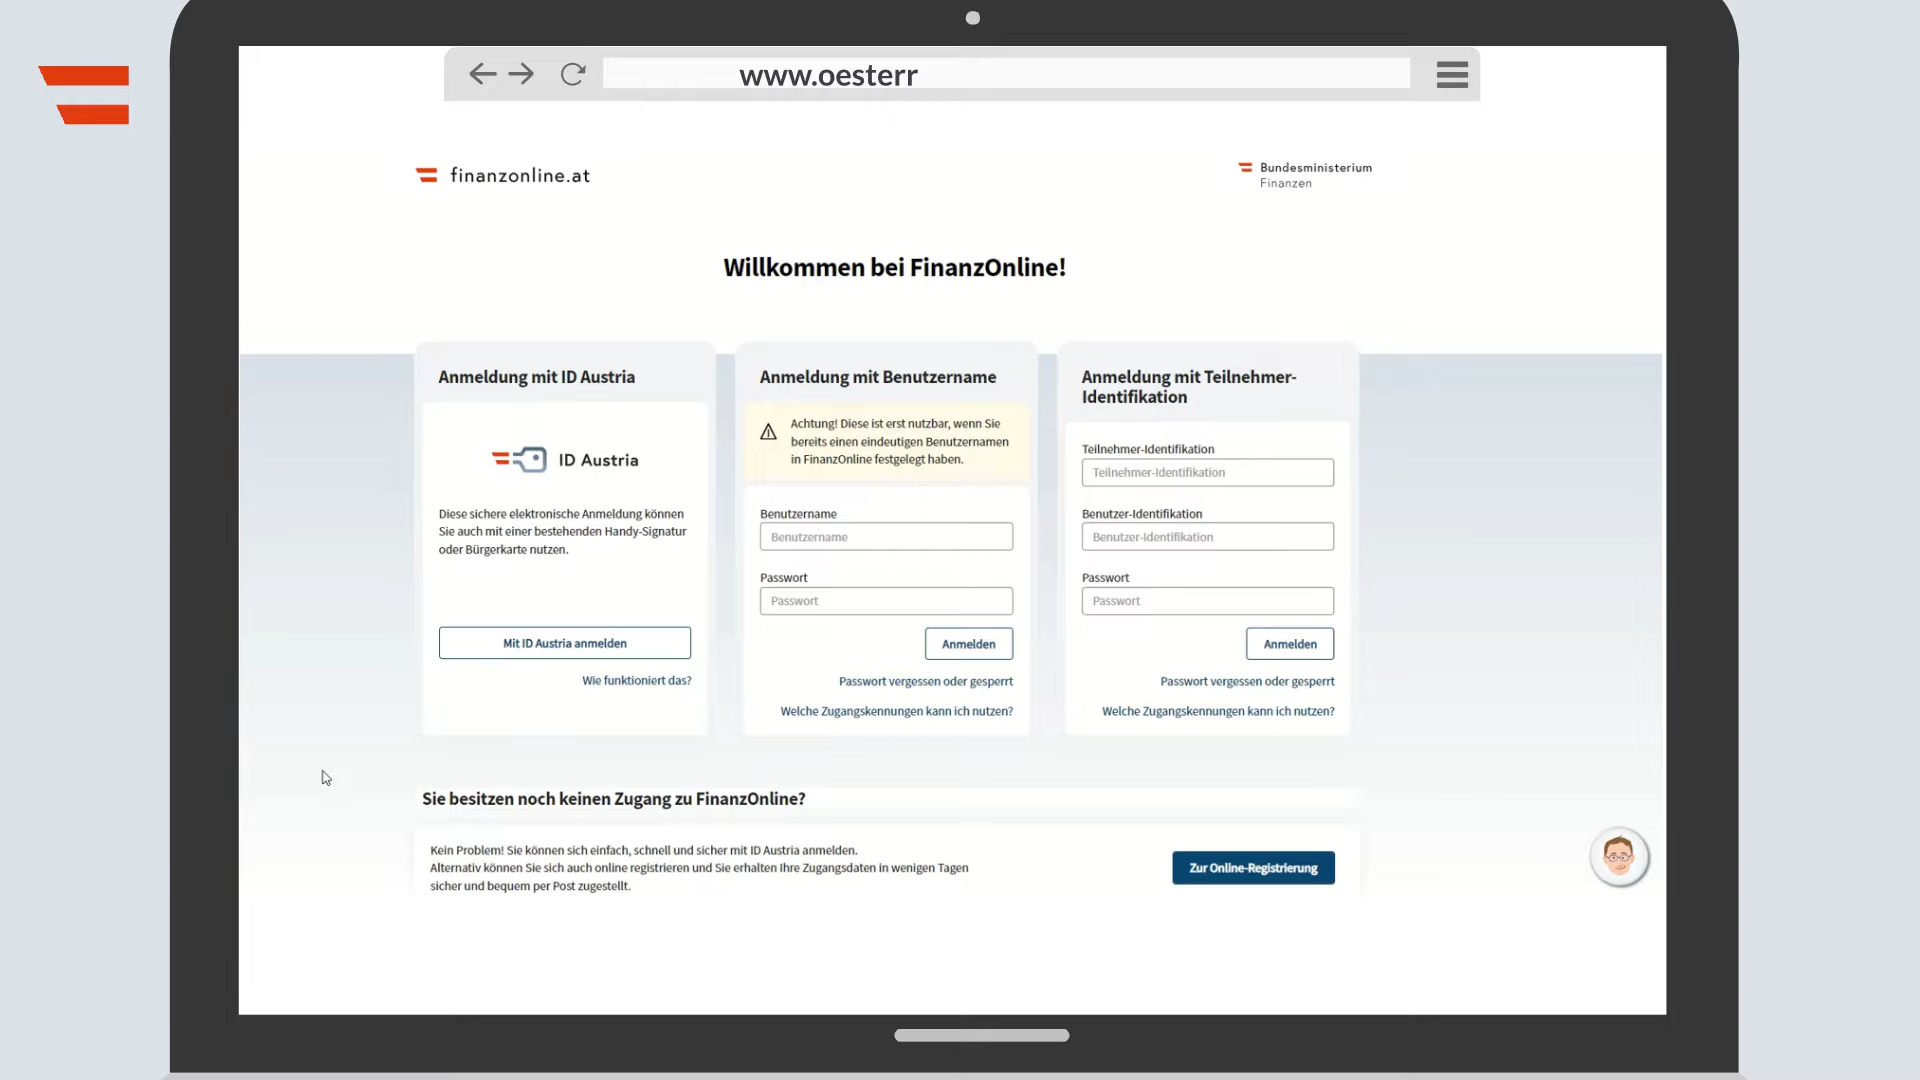 www.oesterr
finanzonline.at
Bundesministerium
Finanzen
Willkommen bei FinanzOnline!
Anmeldung mit ID Austria
ID Austria
Diese sichere elektronische Anmeldung können
Sie auch mit einer bestehenden Handy-Signatur
oder Bürgerkarte nutzen.
Mit ID Austria anmelden
Wie funktioniert das?
Anmeldung mit Benutzername
Achtung! Diese ist erst nutzbar, wenn Sie
bereits einen eindeutigen Benutzernamen
in FinanzOnline festgelegt haben.
Benutzername
Benutzername
Passwort
Passwort
Anmelden
Passwort vergessen oder gesperrt
Welche Zugangskennungen kann ich nutzen?
Anmeldung mit Teilnehmer-
Identifikation
Teilnehmer-Identifikation
Teilnehmer-Identifikation
Benutzer-Identifikation
Benutzer-Identifikation
Passwort
Passwort
Anmelden
Passwort vergessen oder gesperrt
Welche Zugangskennungen kann ich nutzen?
Sie besitzen noch keinen Zugang zu FinanzOnline?
Kein Problem! Sie können sich einfach, schnell und sicher mit ID Austria anmelden.
Alternativ können Sie sich auch online registrieren und Sie erhalten Ihre Zugangsdaten in wenigen Tagen
sicher und bequem per Post zugestellt.
Zur Online-Registrierung